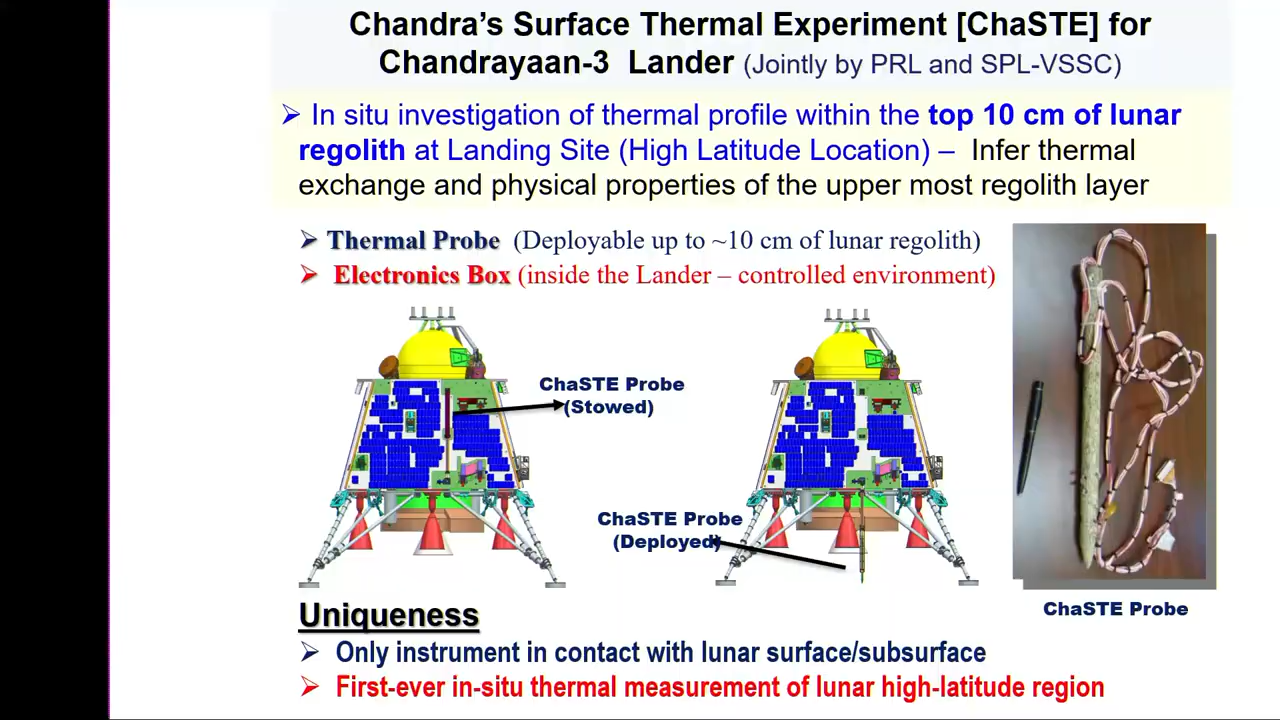 Chandra’s Surface Thermal Experiment [ChaSTE] for
Chandrayaan-3 Lander (Jointly by PRL and SPL-VSSC)
➢ In situ investigation of thermal profile within the top 10 cm of lunar
regolith at Landing Site (High Latitude Location) – Infer thermal
exchange and physical properties of the upper most regolith layer
➢ Thermal Probe (Deployable up to ~10 cm of lunar regolith)
➢ Electronics Box (inside the Lander – controlled environment)
ChaSTE Probe
(Stowed)
ChaSTE Probe
(Deployed)
ChaSTE Probe
Uniqueness
➢ Only instrument in contact with lunar surface/subsurface
➢ First-ever in-situ thermal measurement of lunar high-latitude region